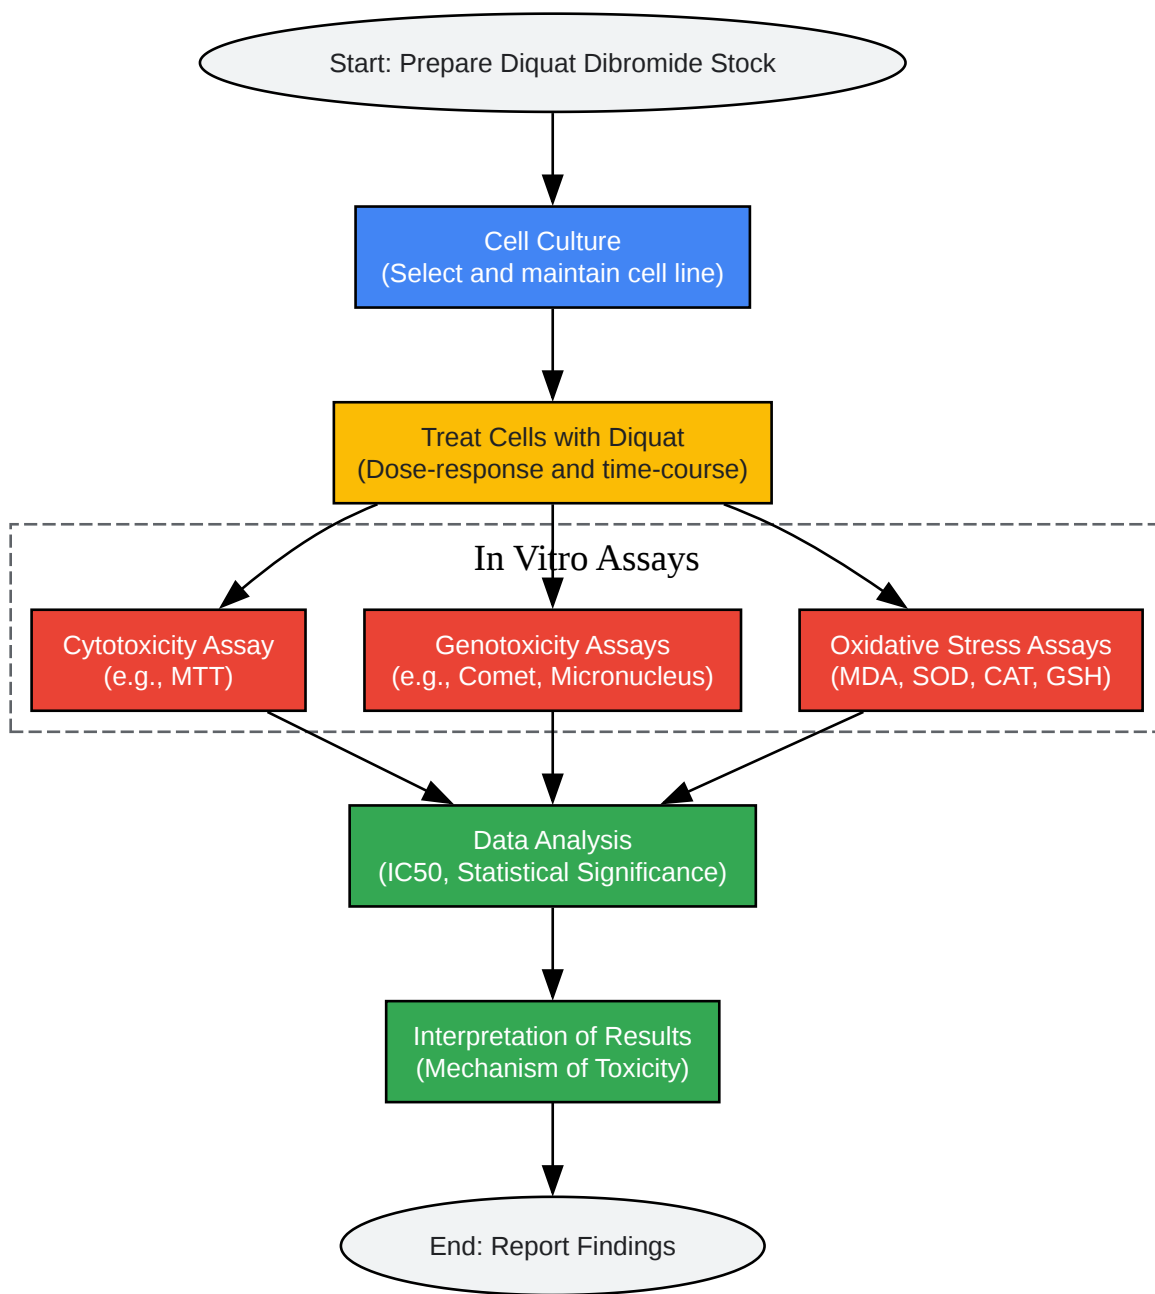 Start: Prepare Diquat Dibromide Stock
Cell Culture
(Select and maintain cell line)
Treat Cells with Diquat
(Dose-response and time-course)
In Vitro Assays
Cytotoxicity Assay
(e.g., MTT)
Genotoxicity Assays
(e.g., Comet, Micronucleus)
Oxidative Stress Assays
(MDA, SOD, CAT, GSH)
Data Analysis
(IC50, Statistical Significance)
Interpretation of Results
(Mechanism of Toxicity)
End: Report Findings